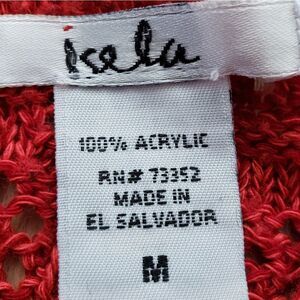 isela
100% ACRYLIC
RN# 73352
MADE IN
EL SALVADOR
M